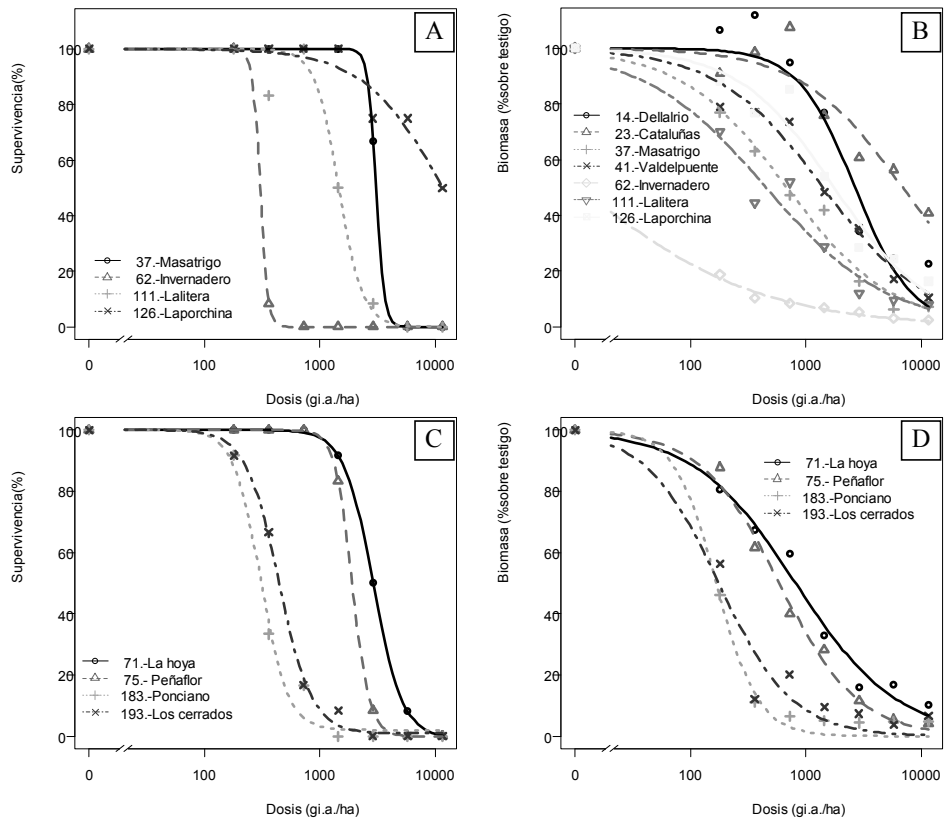 A
100
80
60
40
20
0
Supervivencia(%)
37.-Masatrigo
62.-Invernadero
111.-Lalitera
126.-Laporchina
0
100
1000
10000
Dosis (gi.a./ha)
B
100
80
60
40
20
0
Biomasa (%sobre testigo)
14.-Dellalrio
23.-Cataluñas
37.-Masatrigo
41.-Valdelpuente
62.-Invernadero
111.-Lalitera
126.-Laporchina
0
100
1000
10000
Dosis (gi.a./ha)
C
100
80
60
40
20
0
Supervivencia(%)
71.-La hoya
75.- Peñaflor
183.-Ponciano
193.-Los cerrados
0
100
1000
10000
Dosis (gi.a./ha)
D
100
80
60
40
20
0
Biomasa (%sobre testigo)
71.-La hoya
75.- Peñaflor
183.-Ponciano
193.-Los cerrados
0
100
1000
10000
Dosis (gi.a./ha)